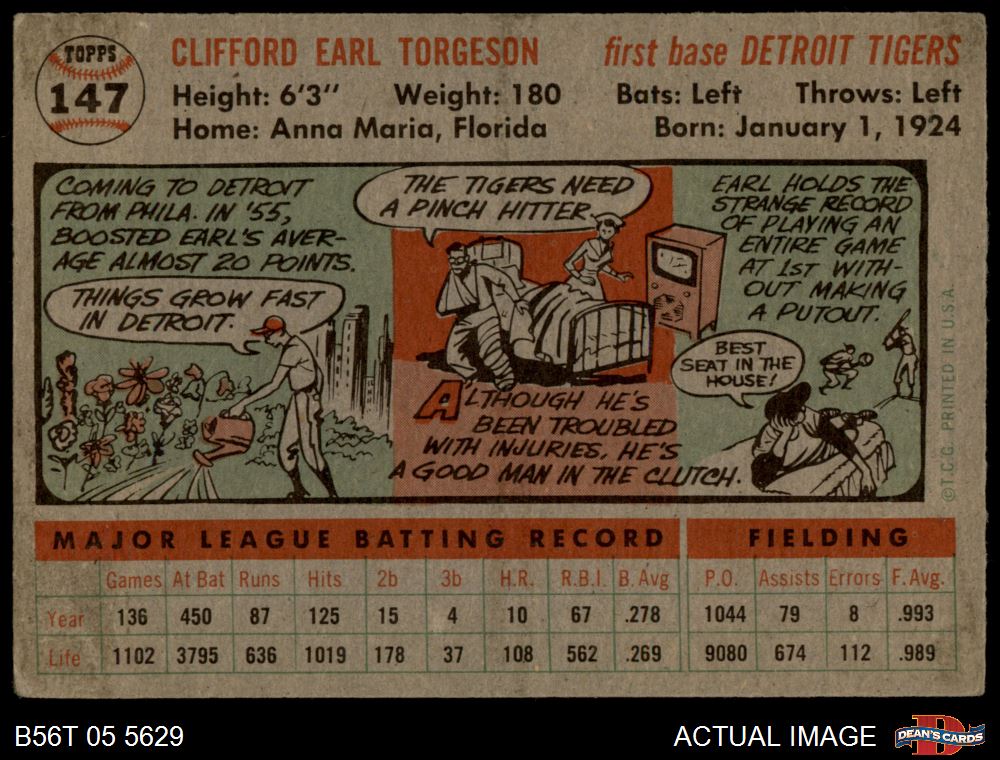 TOPPS
147
CLIFFORD EARL TORGESON first base DETROIT TIGERS
Height: 6'3" Weight: 180 Bats: Left Throws: Left
Home: Anna Maria, Florida Born: January 1, 1924
COMING TO DETROIT
FROM PHILA. IN '55,
BOOSTED EARL'S AVER-
AGE ALMOST 20 POINTS.
THINGS GROW FAST
IN DETROIT.
THE TIGERS NEED
A PINCH HITTER.
ALTHOUGH HE'S
BEEN TROUBLED
WITH INJURIES, HE'S
A GOOD MAN IN THE CLUTCH.
EARL HOLDS THE
STRANGE RECORD
OF PLAYING AN
ENTIRE GAME
AT 1ST WITH-
OUT MAKING
A PUTOUT.
BEST
SEAT IN THE
HOUSE!
©T.C.G. PRINTED IN U.S.A.
MAJOR LEAGUE BATTING RECORD FIELDING
Games At Bat Runs Hits 2b 3b H.R. R.B.I. B. Avg P.O. Assists Errors F. Avg.
Year 136 450 87 125 15 4 10 67 .278 1044 79 8 .993
Life 1102 3795 636 1019 178 37 108 562 .269 9080 674 112 .989
B56T 05 5629 ACTUAL IMAGE
DEAN'S CARDS